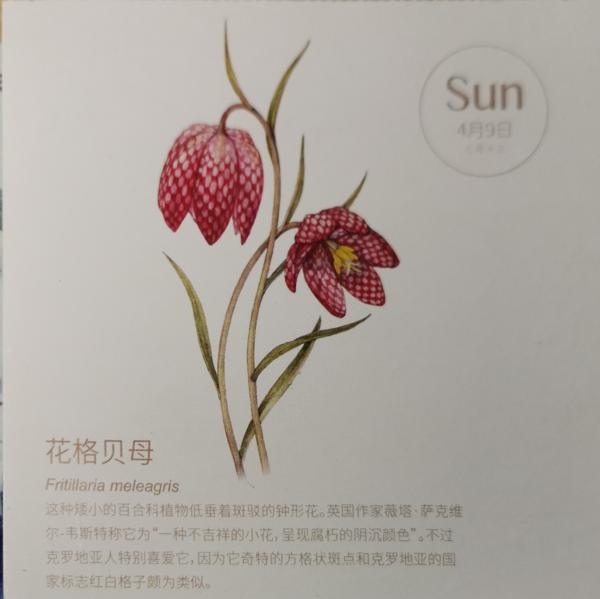 Sun
4月9日
花格贝母
Fritillaria meleagris
这种矮小的百合科植物低垂着斑驳的钟形花。英国作家薇塔·萨克维
尔-韦斯特称它为“一种不吉祥的小花,呈现腐朽的阴沉颜色”。不过
克罗地亚人特别喜爱它,因为它奇特的方格状斑点和克罗地亚的国
家标志红白格子颇为类似。